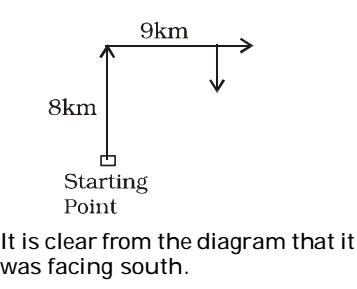 9km
8km
Starting
Point
It is clear from the diagram that it
was facing south.